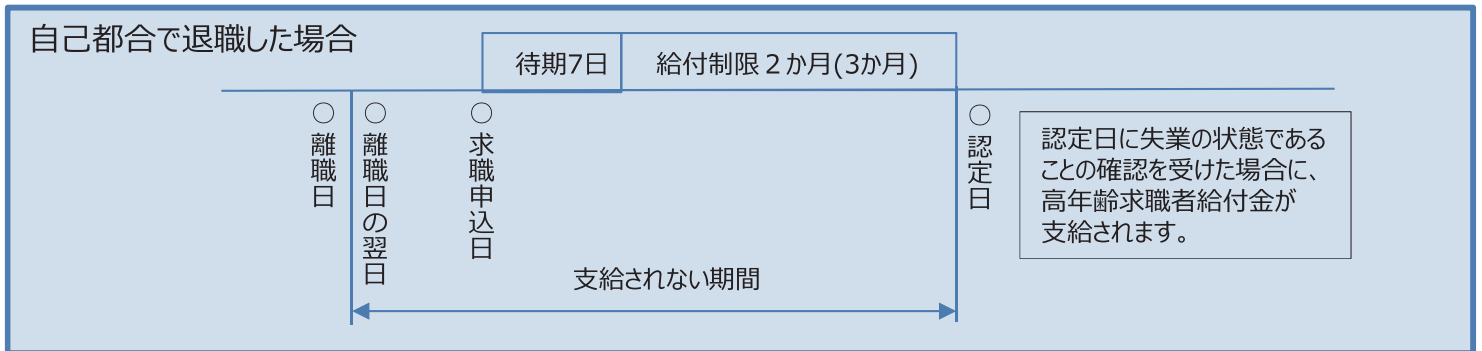 自己都合で退職した場合
待期7日
給付制限２か月(3か月)
○離職日
○離職日の翌日
○求職申込日
○認定日
認定日に失業の状態である
ことの確認を受けた場合に、
高年齢求職者給付金が
支給されます。
支給されない期間